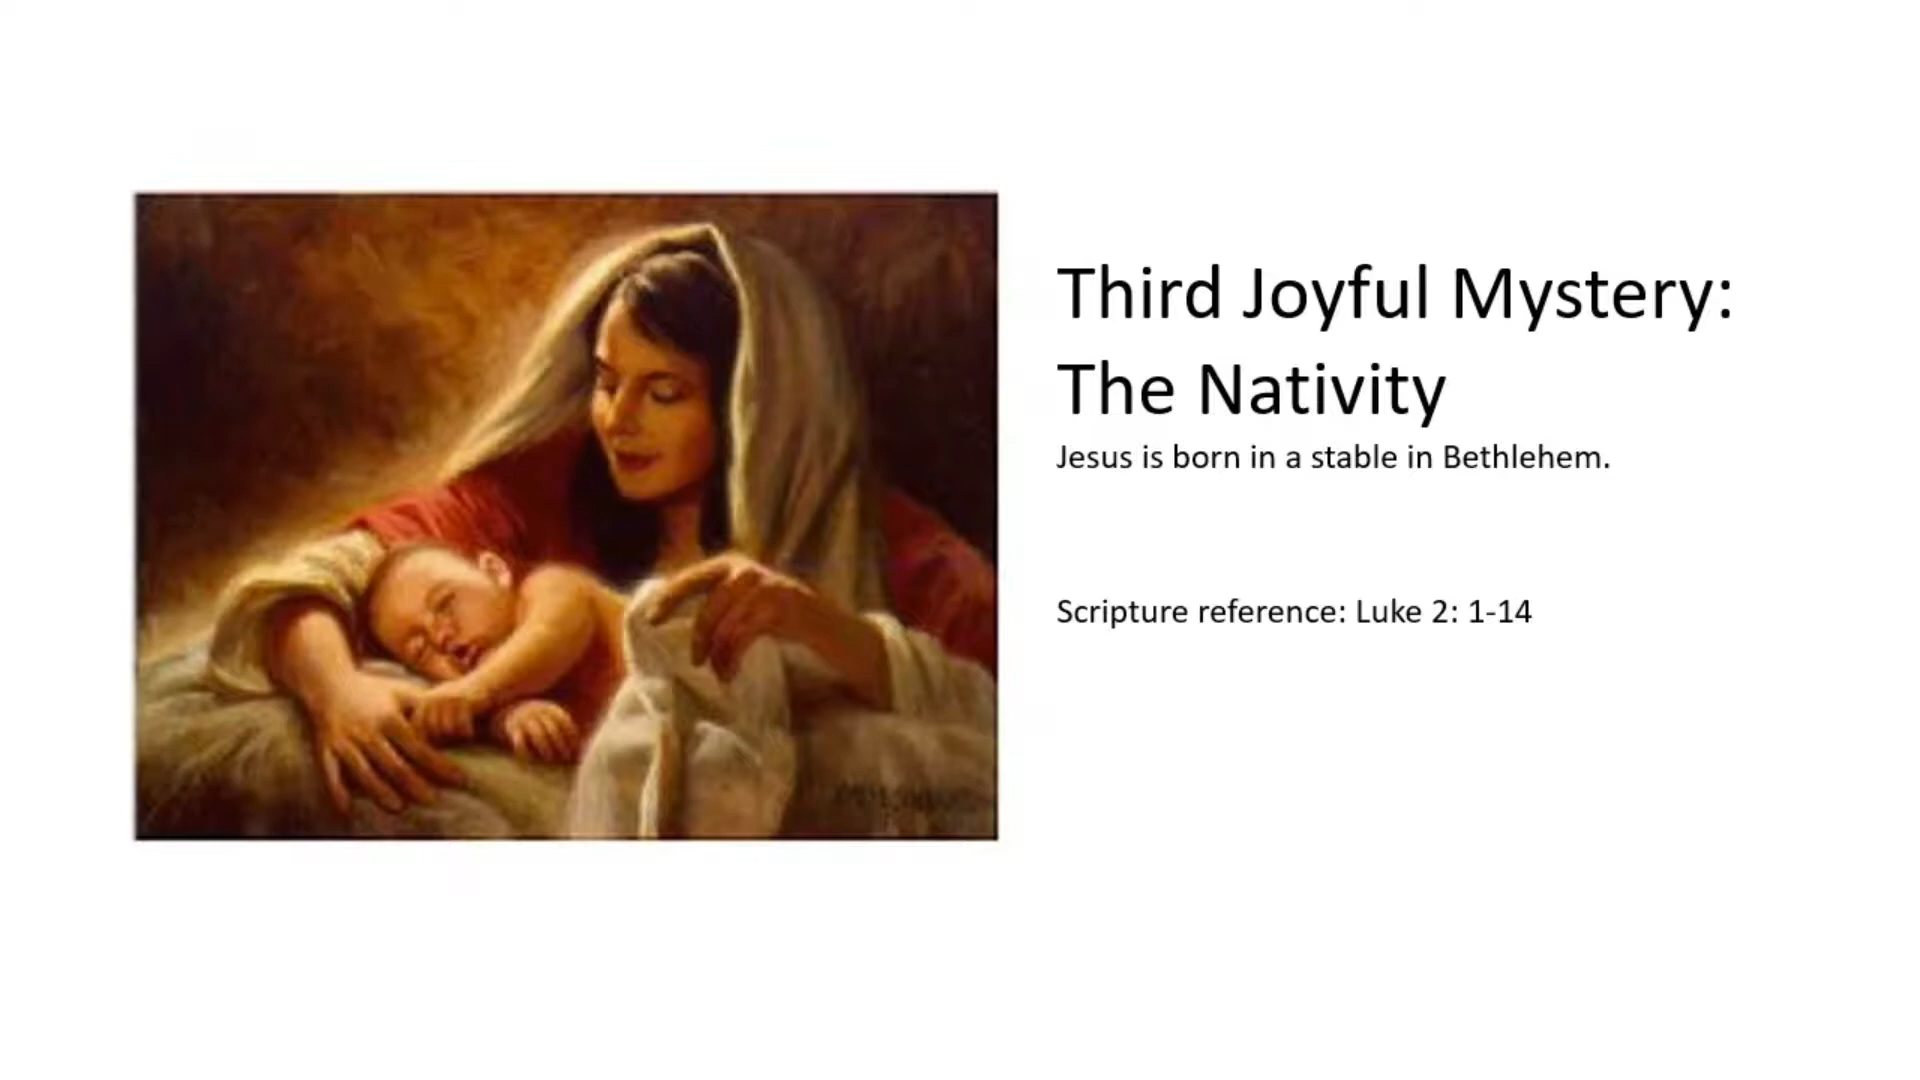 Third Joyful Mystery:
The Nativity
Jesus is born in a stable in Bethlehem.
Scripture reference: Luke 2: 1-14